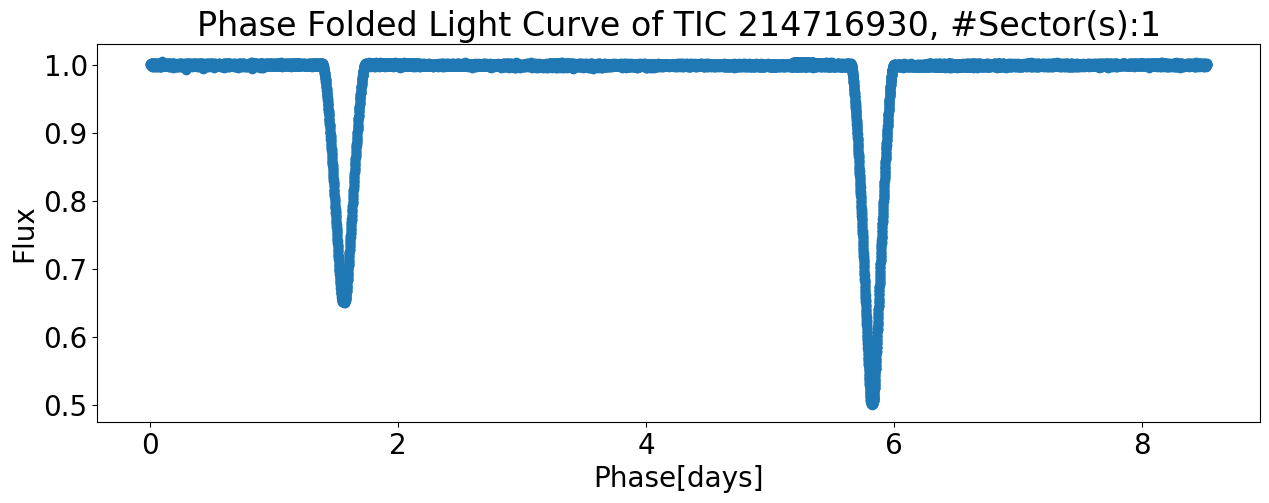 Phase Folded Light Curve of TIC 214716930, #Sector(s):1
1.0
0.9
0.8
0.7
0.6
0.5
Flux
0 2 4 6 8
Phase[days]